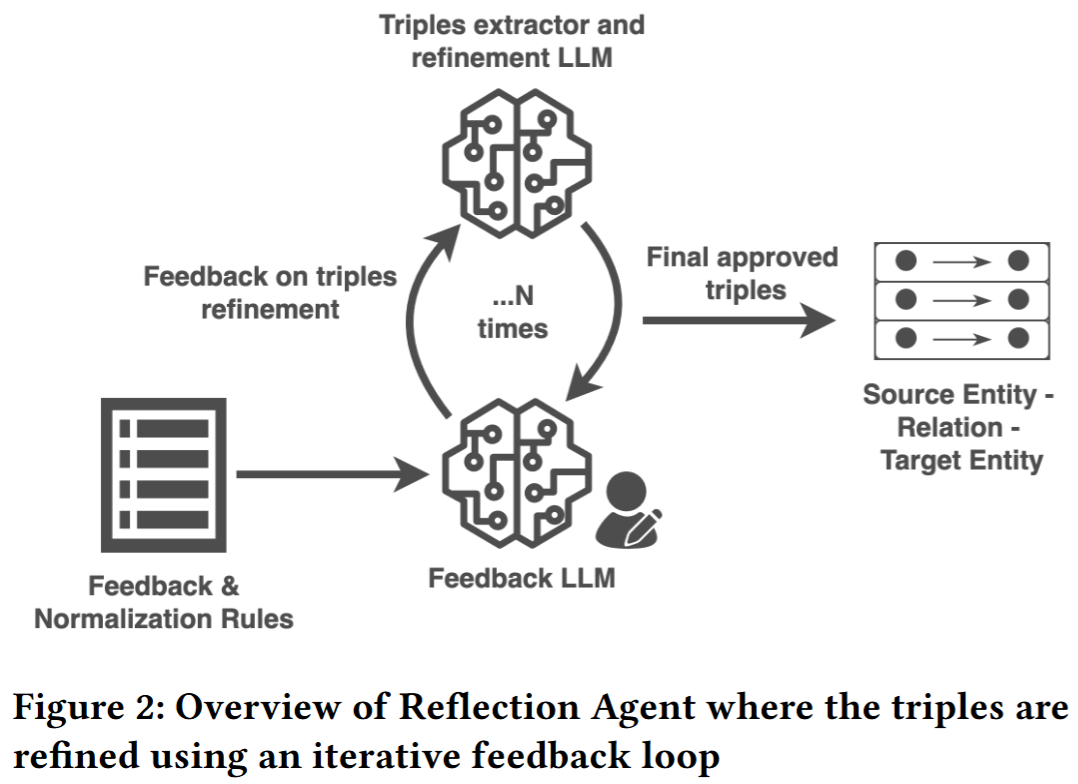 Triples extractor and
refinement LLM
Feedback on triples
refinement
...N
times
Final approved
triples
Source Entity -
Relation -
Target Entity
Feedback LLM
Feedback &
Normalization Rules
Figure 2: Overview of Reflection Agent where the triples are
refined using an iterative feedback loop